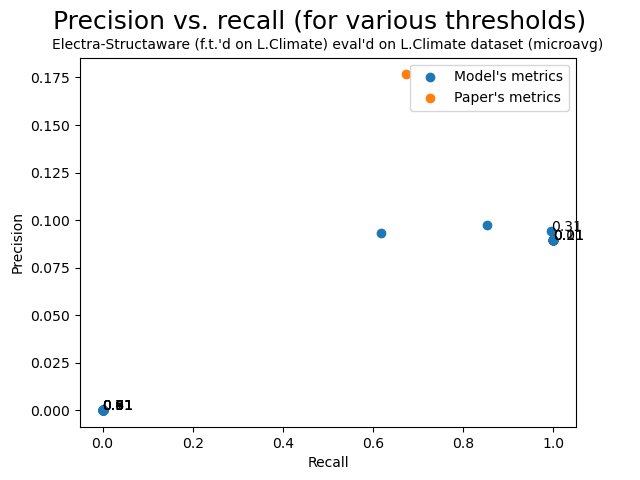 Precision vs. recall (for various thresholds)
Electra-Structaware (f.t.'d on L.Climate) eval'd on L.Climate dataset (microavg)
Model's metrics
Paper's metrics
Precision
0.175
0.150
0.125
0.100
0.075
0.050
0.025
0.000
0.31
0.0 0.2 0.4 0.6 0.8 1.0
Recall